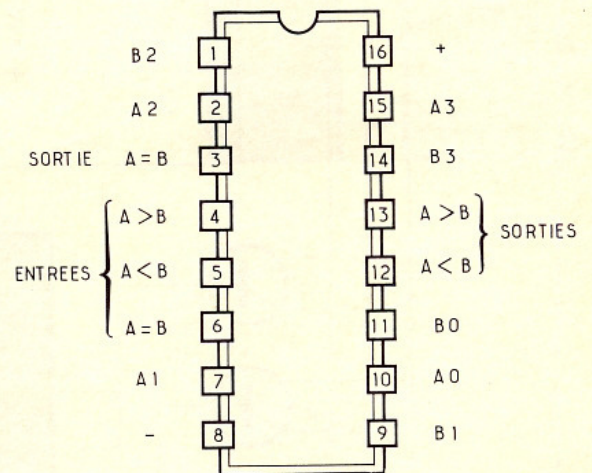 B2 1 16 +
A2 2 15 A3
SORTIE A=B 3 14 B3
A>B 4 13 A>B
SORTIES
ENTREES A<B 5 12 A<B
A=B 6 11 B0
A1 7 10 A0
- 8 9 B1